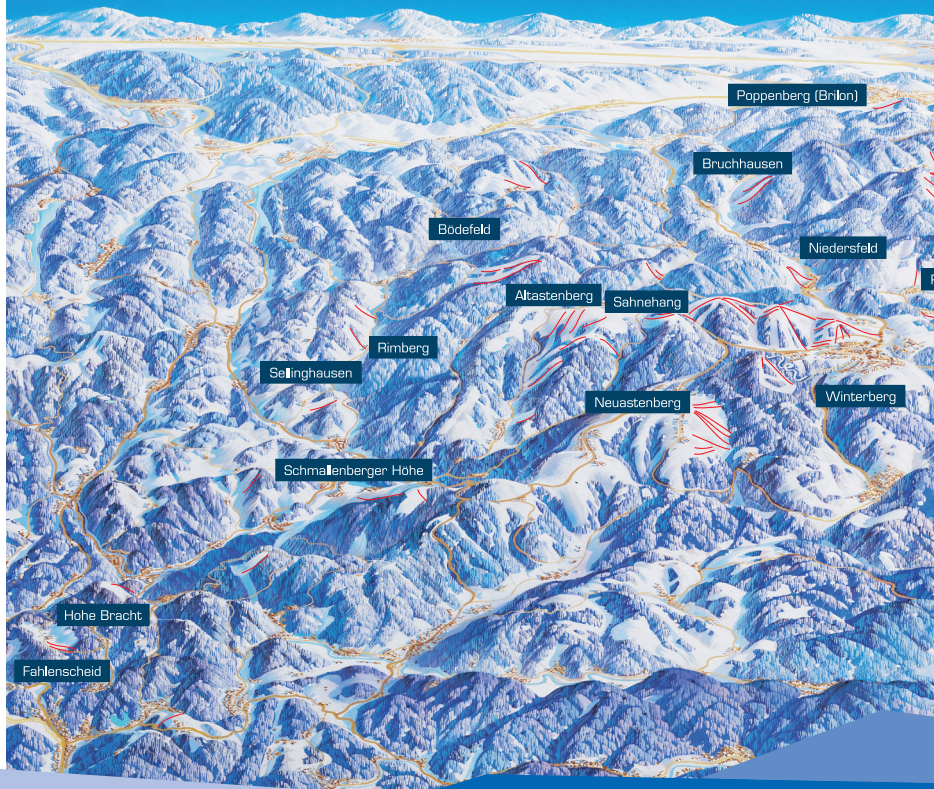 Poppenberg (Brilon)
Bruchhausen
Bödefeld
Niedersfeld
Altastenberg
Sahnehang
Rimberg
Sellinghausen
Winterberg
Neuastenberg
Schmallenberger Höhe
Hohe Bracht
Fahlenscheid